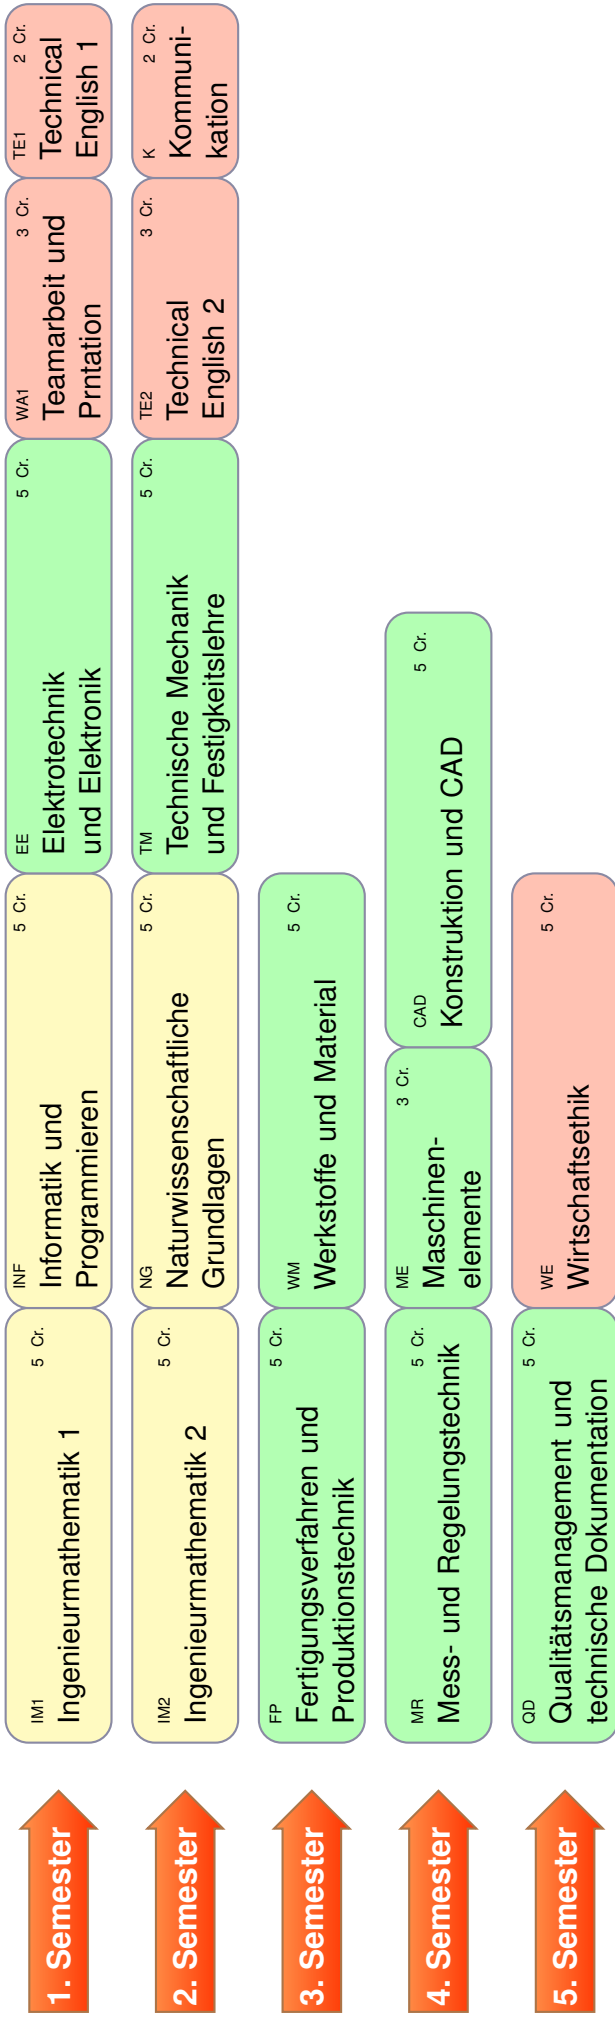 1. Semester
IM1 5 Cr.
Ingenieurmathematik 1
INF 5 Cr.
Informatik und
Programmieren
EE 5 Cr.
Elektrotechnik
und Elektronik
WA1 3 Cr.
Teamarbeit und
Prntation
TE1 2 Cr.
Technical
English 1
2. Semester
IM2 5 Cr.
Ingenieurmathematik 2
NG 5 Cr.
Naturwissenschaftliche
Grundlagen
TM 5 Cr.
Technische Mechanik
und Festigkeitslehre
TE2 3 Cr.
Technical
English 2
K 2 Cr.
Kommuni-
kation
3. Semester
FP 5 Cr.
Fertigungsverfahren und
Produktionstechnik
WM 5 Cr.
Werkstoffe und Material
4. Semester
MR 5 Cr.
Mess- und Regelungstechnik
ME 3 Cr.
Maschinen-
elemente
CAD 5 Cr.
Konstruktion und CAD
5. Semester
QD 5 Cr.
Qualitätsmanagement und
technische Dokumentation
WE 5 Cr.
Wirtschaftsethik